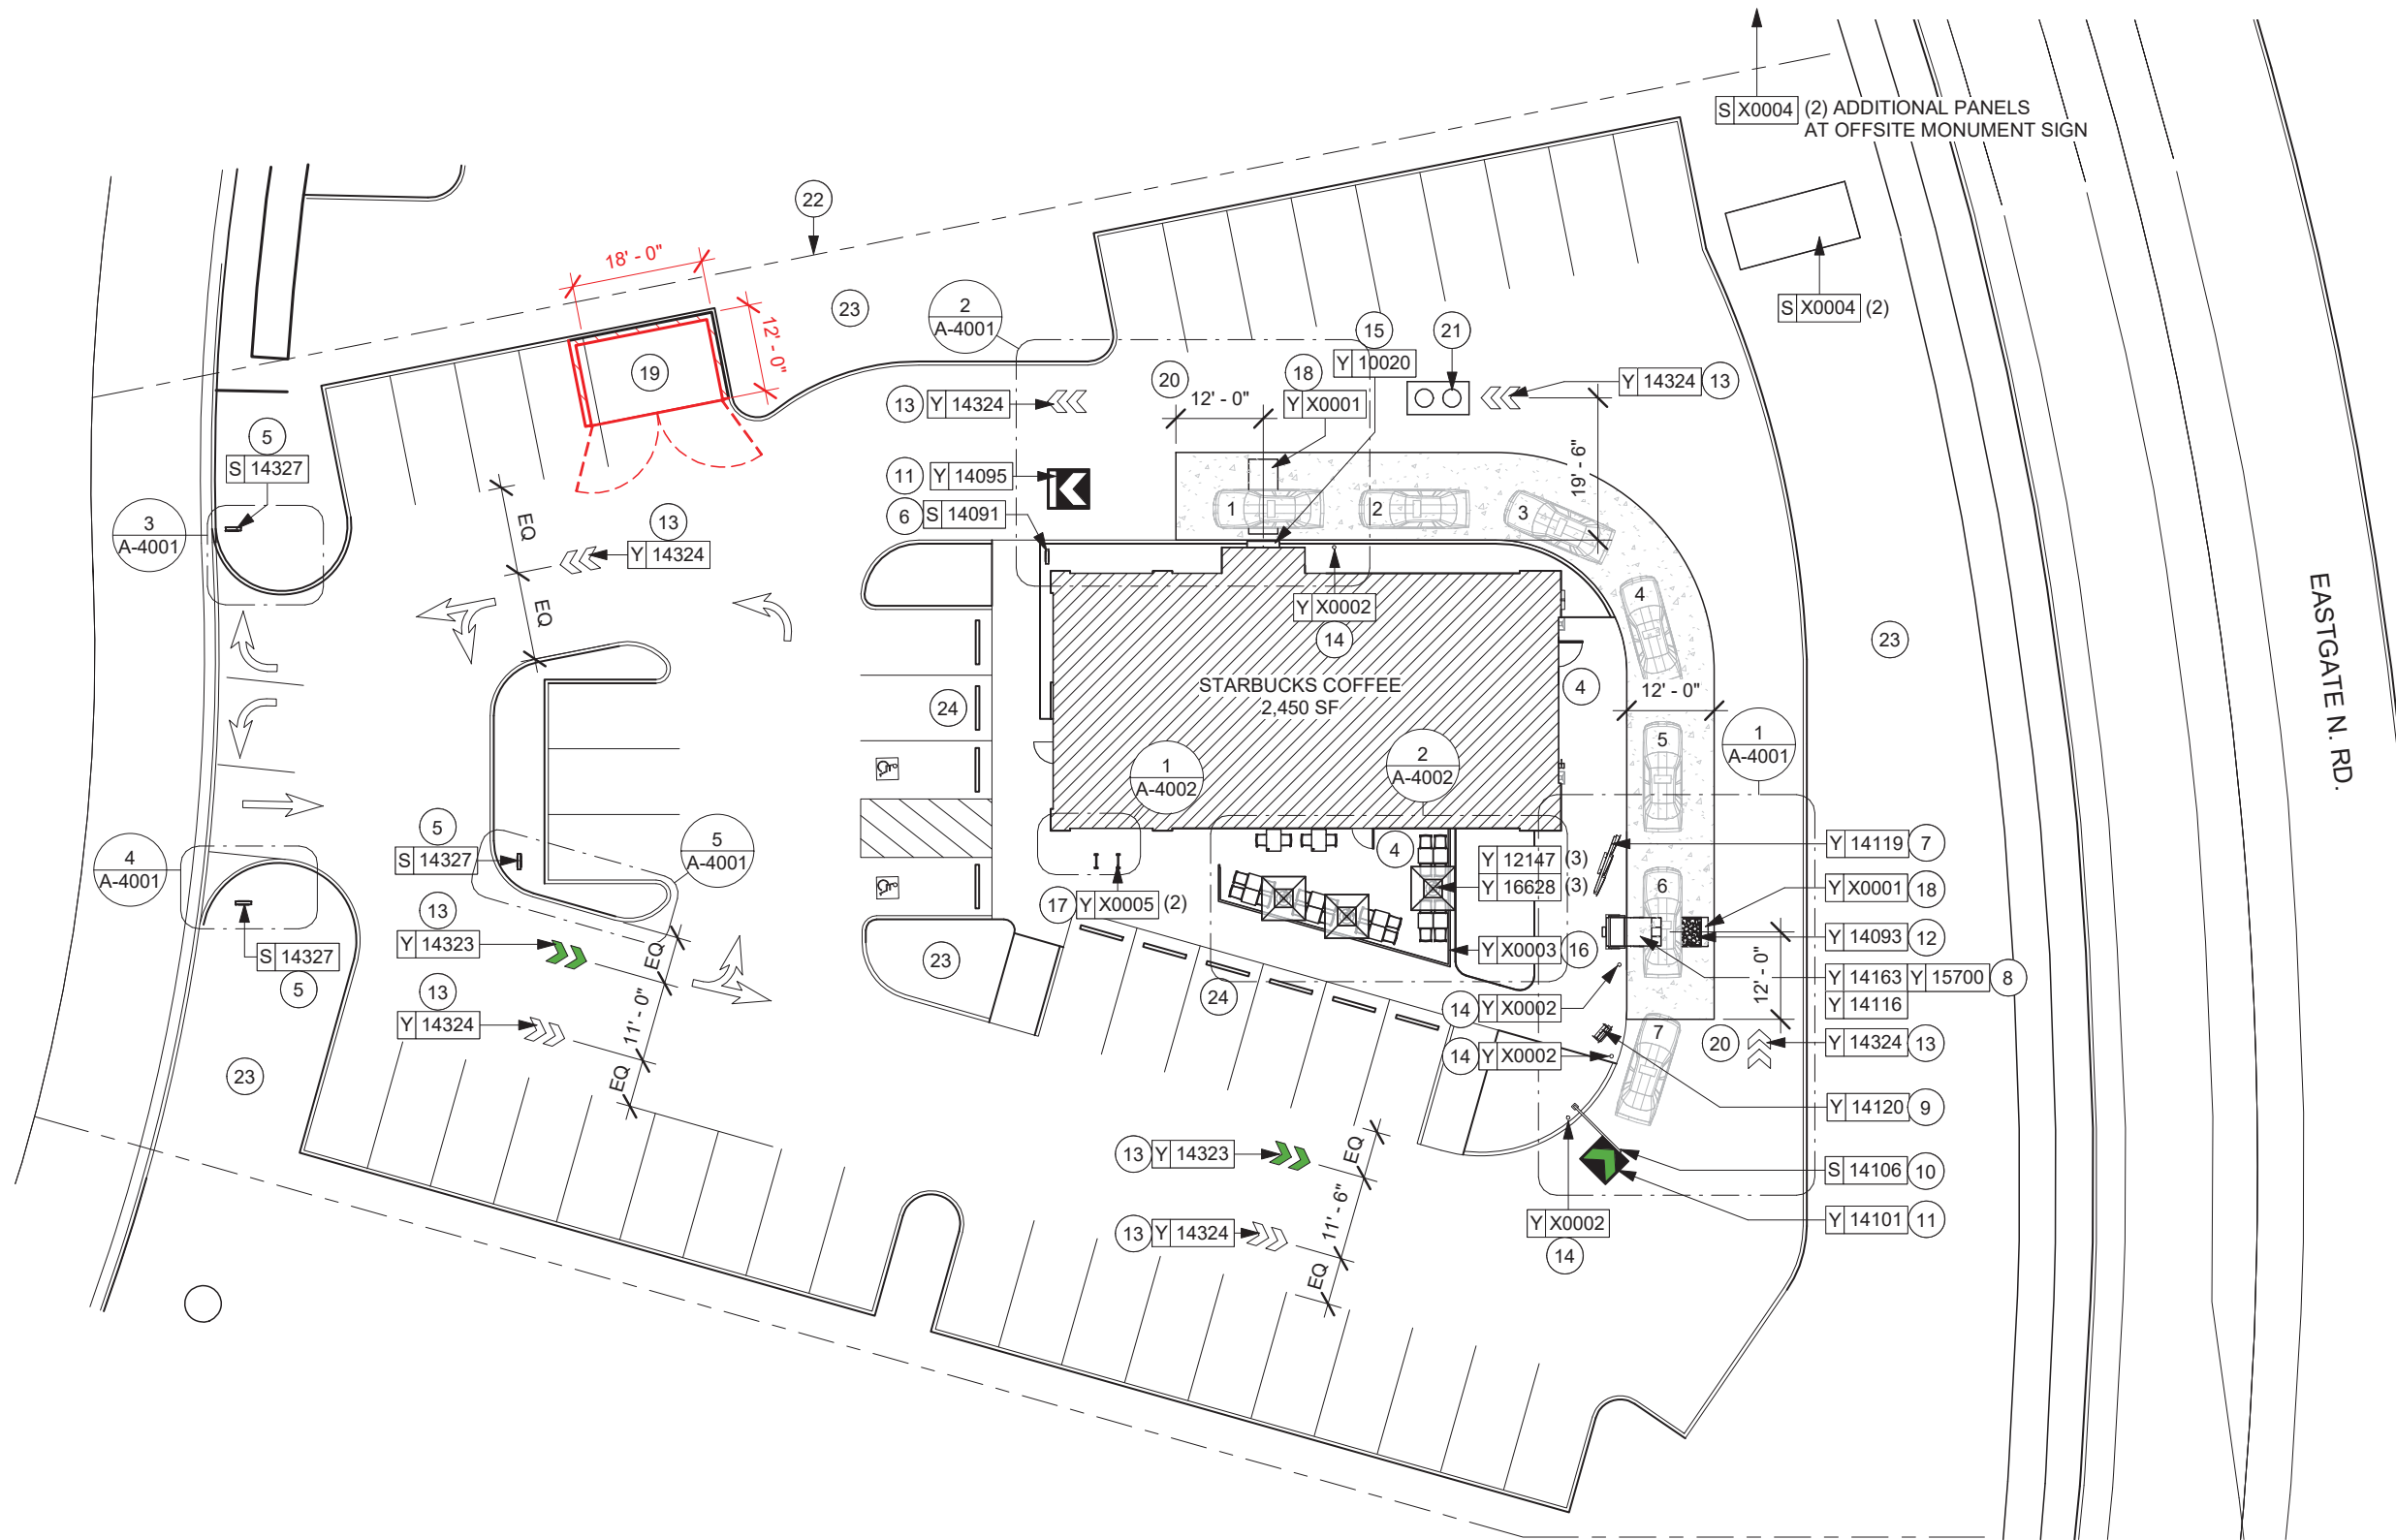 S X0004 (2) ADDITIONAL PANELS
AT OFFSITE MONUMENT SIGN
22
18' - 0"
12' - 0"
19
23
2
A-4001
15
Y 10020
21
S X0004 (2)
20
18
Y X0001
12' - 0"
13 Y 14324
Y 14324 13
5
S 14327
11 Y 14095
6 S 14091
19' - 6"
1
2
3
3
A-4001
EQ
13
Y 14324
EQ
Y X0002
14
4
23
EASTGATE N. RD.
STARBUCKS COFFEE
2,450 SF
4
12' - 0"
24
1
A-4001
5
1
A-4002
2
A-4002
5
S 14327
5
A-4001
4
A-4001
4
Y 12147 (3)
Y 16628 (3)
6
Y 14119 7
Y X0001 18
13
Y 14323
17 Y X0005 (2)
Y 14093 12
S 14327
5
EQ
23
Y X0003 16
12' - 0"
Y 14163 Y 15700 8
Y 14116
13
Y 14324
11' - 0"
24
14 Y X0002
7
20
Y 14324 13
14 Y X0002
23
EQ
Y 14120 9
13 Y 14323
EQ
S 14106 10
11' - 6"
Y X0002
14
Y 14101 11
13 Y 14324
EQ